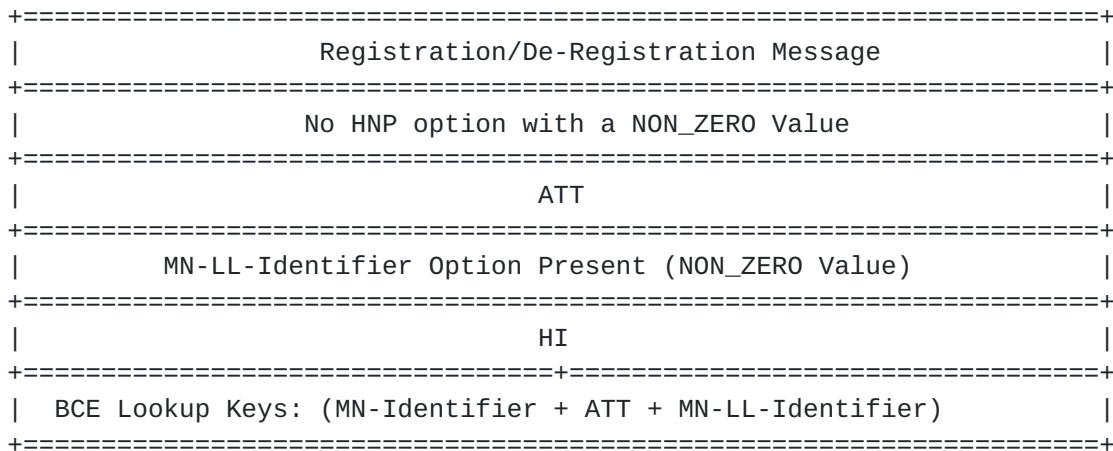 +=====================================================================+
|                   Registration/De-Registration Message              |
+=====================================================================+
|                  No HNP option with a NON_ZERO Value                |
+=====================================================================+
|                                 ATT                                 |
+=====================================================================+
|         MN-LL-Identifier Option Present (NON_ZERO Value)            |
+=====================================================================+
|                                 HI                                  |
+==================================+==================================+
|  BCE Lookup Keys: (MN-Identifier + ATT + MN-LL-Identifier)          |
+=====================================================================+